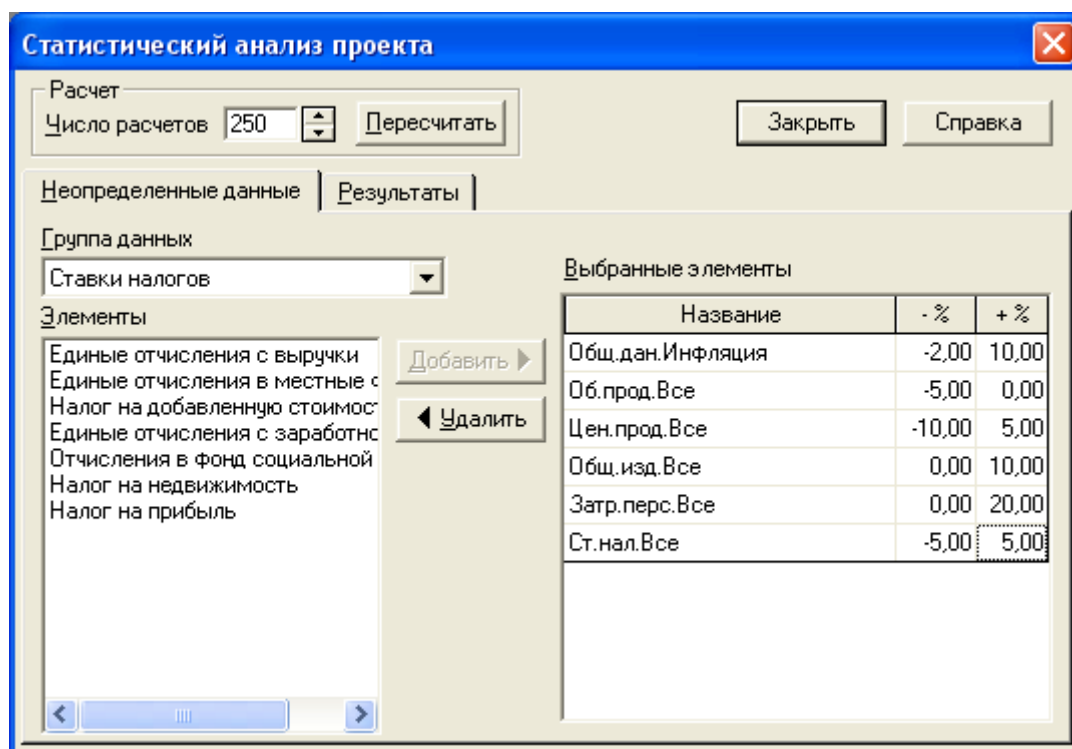 Статистический анализ проекта
Расчет
Число расчетов 250 Пересчитать Закрыть Справка
Неопределенные данные Результаты
Группа данных
Ставки налогов
Выбранные элементы
Элементы
Название - % + %
Единые отчисления с выручки
Единые отчисления в местные
Налог на добавленную стоимост
Единые отчисления с заработно
Отчисления в фонд социальной
Налог на недвижимость
Налог на прибыль
Добавить
Удалить
Общ.дан.Инфляция -2,00 10,00
Об.прод.Все -5,00 0,00
Цен.прод.Все -10,00 5,00
Общ.изд.Все 0,00 10,00
Затр.перс.Все 0,00 20,00
Ст.нал.Все -5,00 5,00